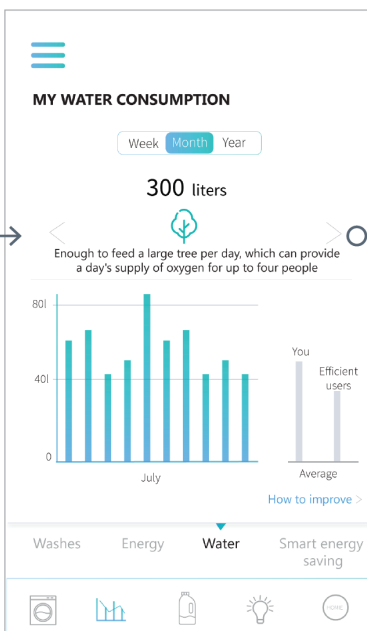 MY WATER CONSUMPTION
Week Month Year
300 liters
Enough to feed a large tree per day, which can provide
a day's supply of oxygen for up to four people
80l
40l
0
July
You
Efficient
users
Average
How to improve >
Washes Energy Water Smart energy
saving
HOME